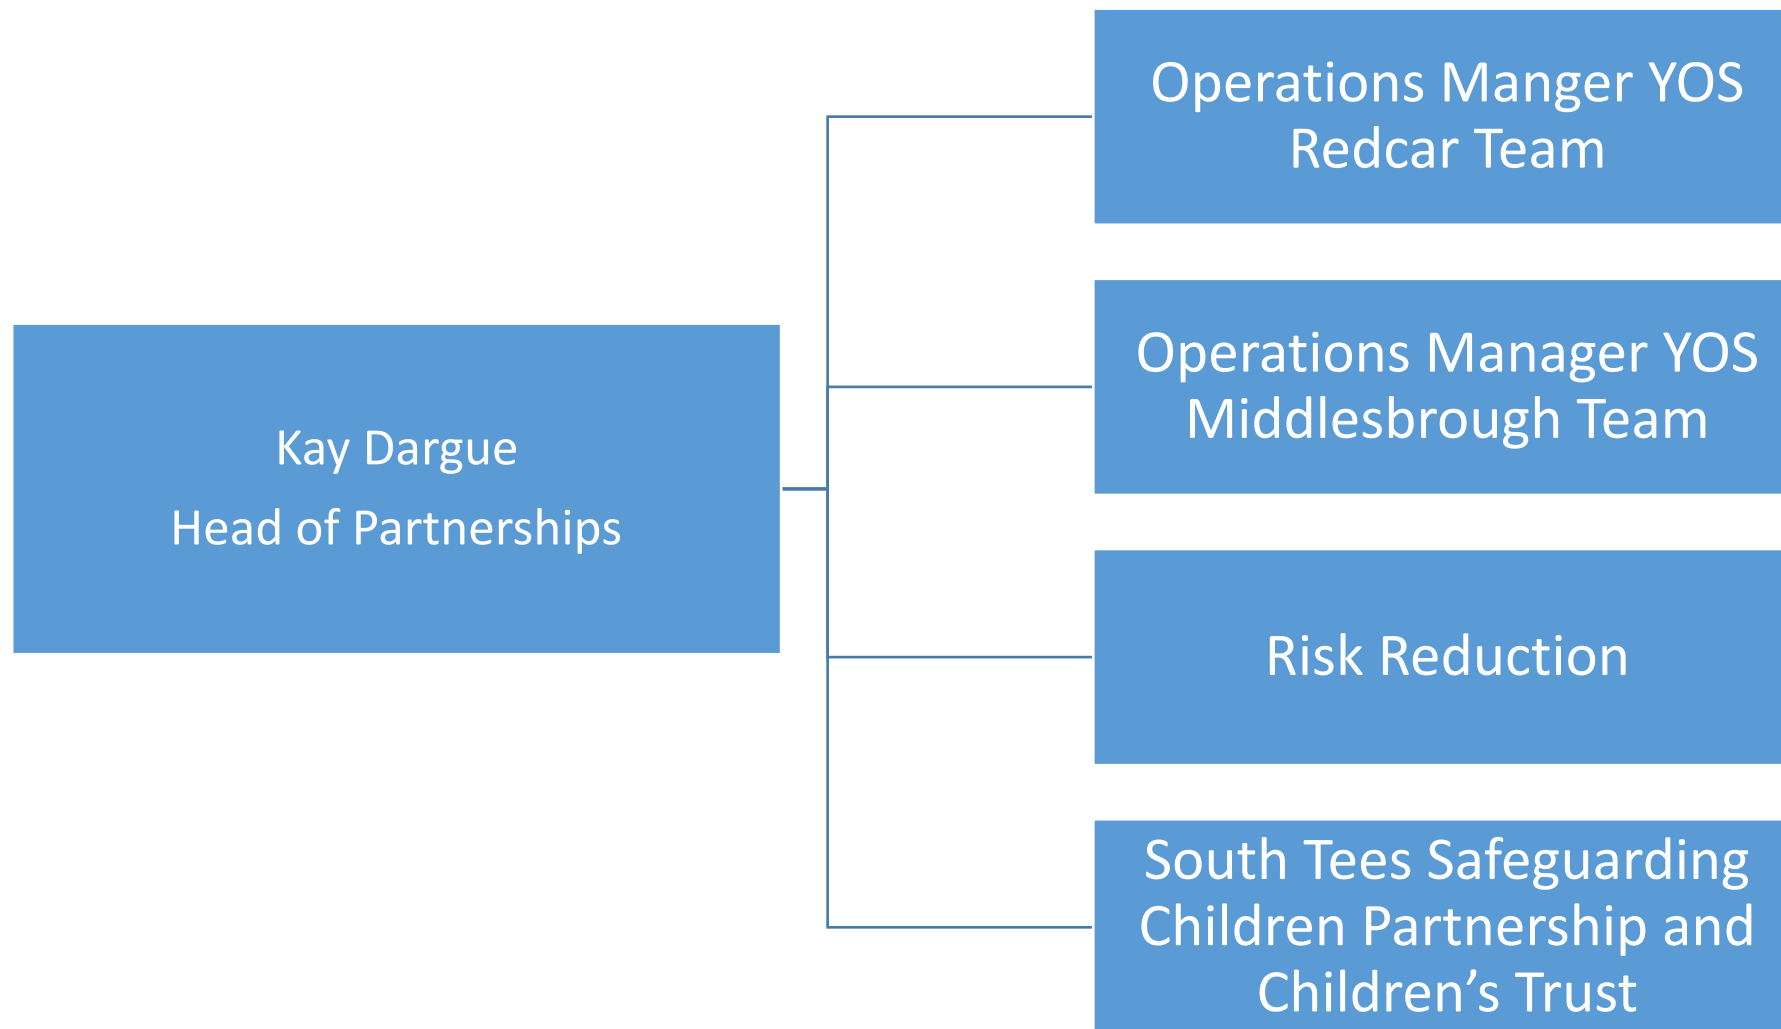 Operations Manger YOS
Redcar Team
Operations Manager YOS
Middlesbrough Team
Kay Dargue
Head of Partnerships
Risk Reduction
South Tees Safeguarding
Children Partnership and
Children’s Trust